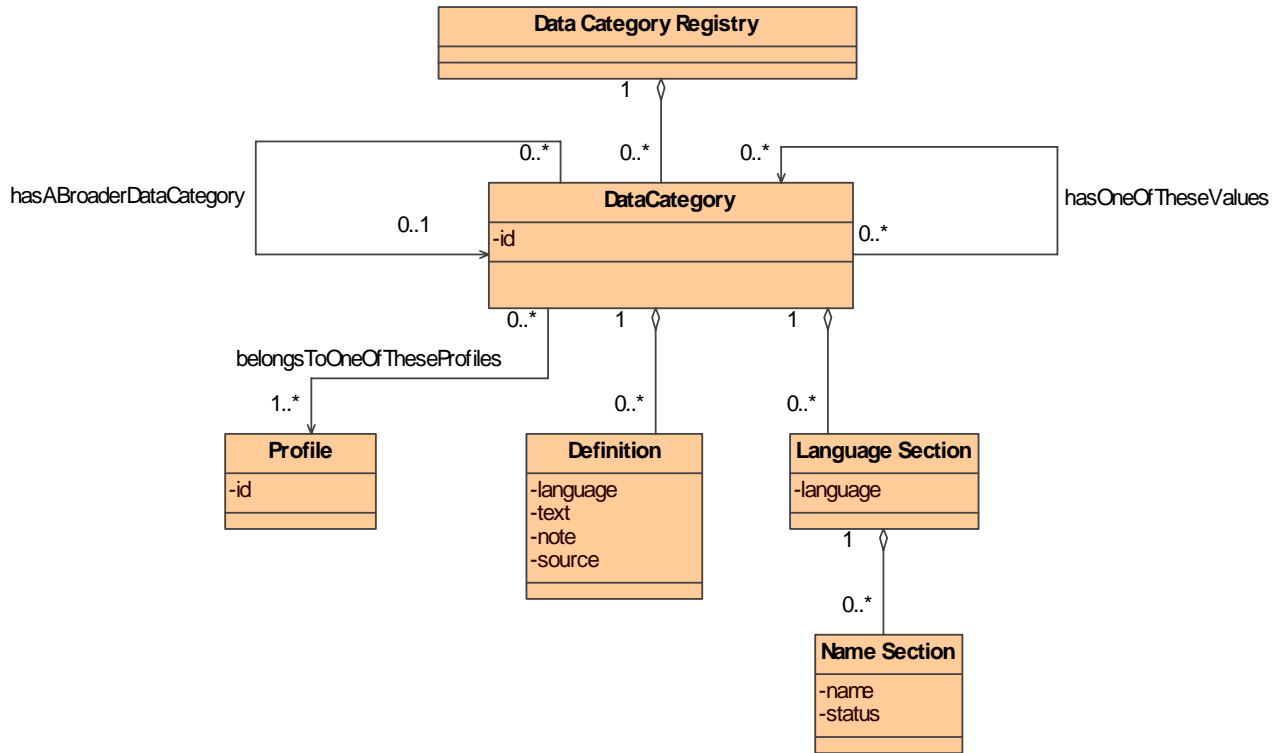 Data Category Registry
1
0..*
0..*
0..*
hasABroaderDataCategory
DataCategory
hasOneOfTheseValues
0..1
-id
0..*
0..*
1
1
belongsToOneOfTheseProfiles
1..*
0..*
0..*
Profile
Definition
Language Section
-id
-language
-language
-text
-note
-source
1
0..*
Name Section
-name
-status